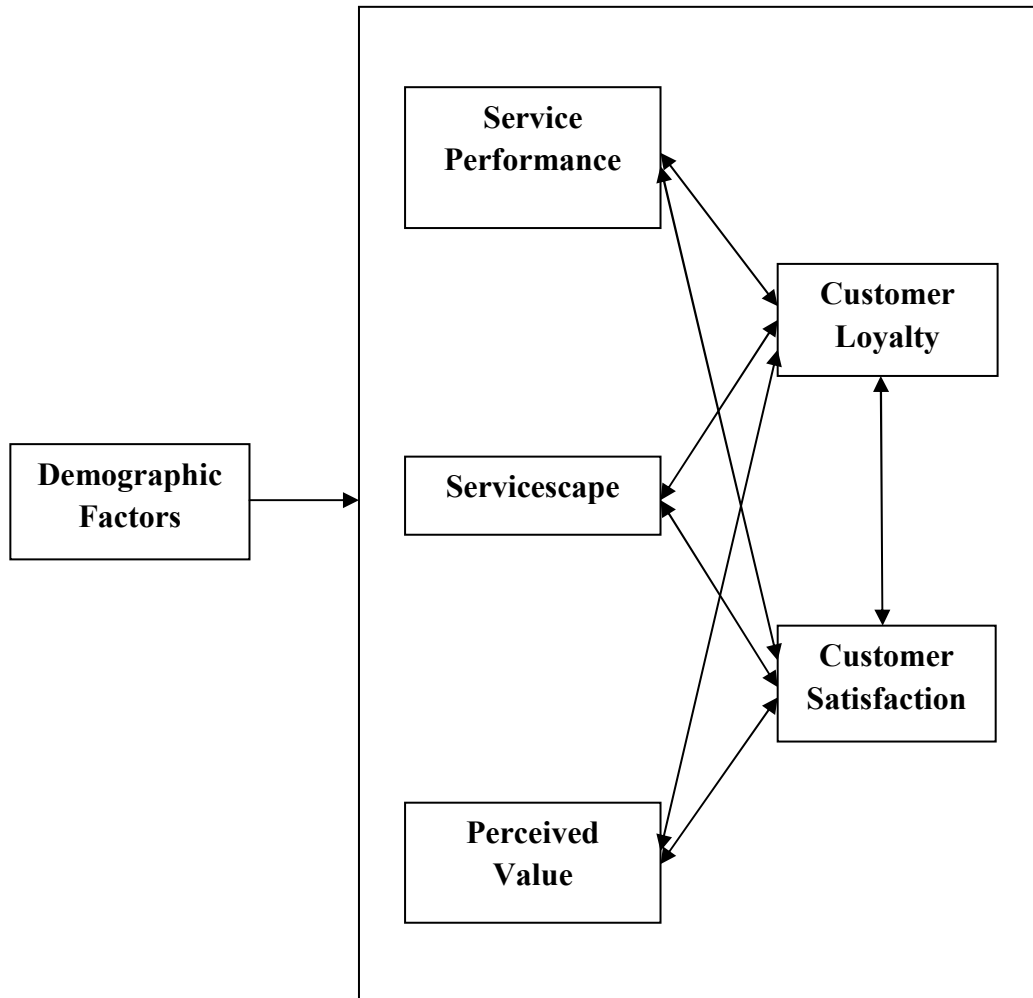 Service
Performance
Customer
Loyalty
Demographic
Factors
Servicescape
Customer
Satisfaction
Perceived
Value